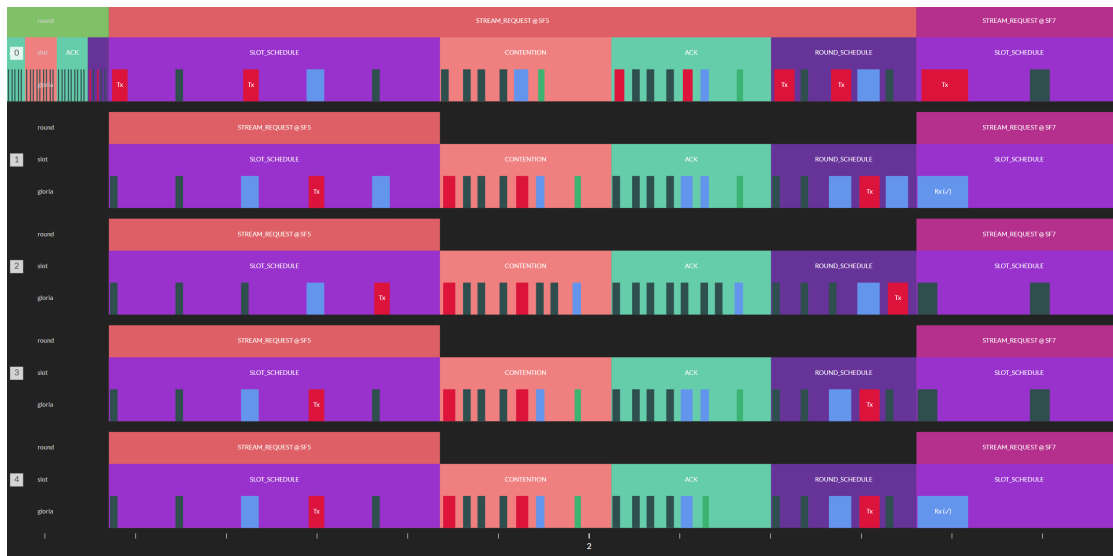 round STREAM_REQUEST @ SF5 STREAM_REQUEST @ SF7
0 slot slot ACK SLOT_SCHEDULE CONTENTION ACK ROUND_SCHEDULE SLOT_SCHEDULE
gloria Tx Tx Tx Tx Tx
round STREAM_REQUEST @ SF5 STREAM_REQUEST @ SF7
1 slot SLOT_SCHEDULE CONTENTION ACK ROUND_SCHEDULE SLOT_SCHEDULE
gloria Tx Tx Rx (✓)
round STREAM_REQUEST @ SF5 STREAM_REQUEST @ SF7
2 slot SLOT_SCHEDULE CONTENTION ACK ROUND_SCHEDULE SLOT_SCHEDULE
gloria Tx Tx
round STREAM_REQUEST @ SF5 STREAM_REQUEST @ SF7
3 slot SLOT_SCHEDULE CONTENTION ACK ROUND_SCHEDULE SLOT_SCHEDULE
gloria Tx Tx
round STREAM_REQUEST @ SF5 STREAM_REQUEST @ SF7
4 slot SLOT_SCHEDULE CONTENTION ACK ROUND_SCHEDULE SLOT_SCHEDULE
gloria Tx Tx Rx (✓)
2